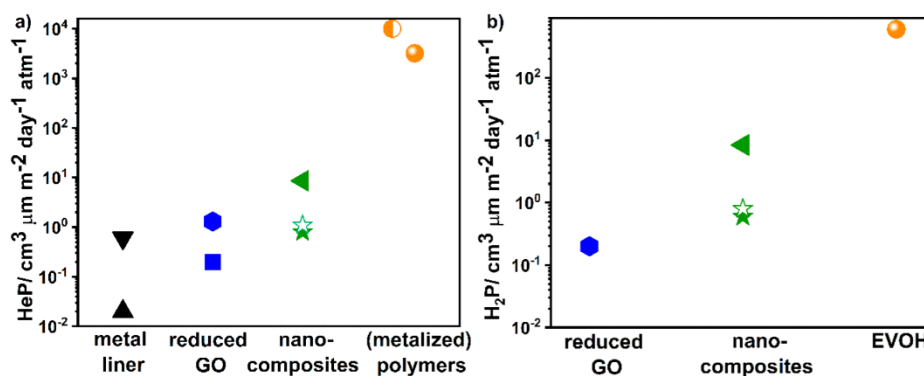 a)
HeP/ cm³ μm m⁻² day⁻¹ atm⁻¹
10⁴
10³
10²
10¹
10⁰
10⁻¹
10⁻²
metal
liner
reduced
GO
nano-
composites
(metalized)
polymers
b)
H₂P/ cm³ μm m⁻² day⁻¹ atm⁻¹
10²
10¹
10⁰
10⁻¹
10⁻²
reduced
GO
nano-
composites
EVOH